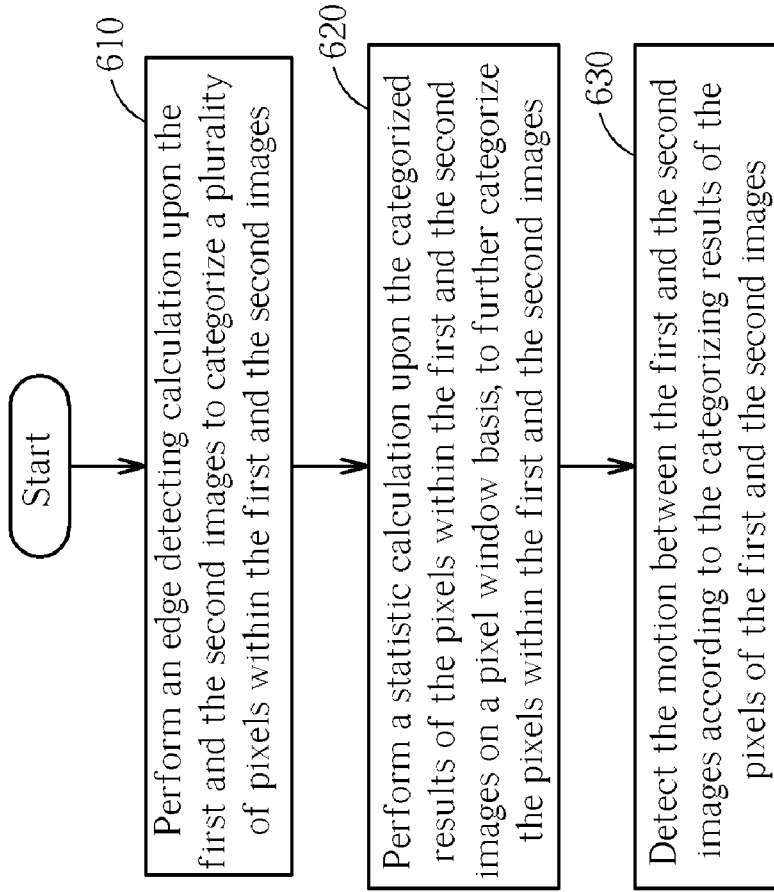 Start
610
Perform an edge detecting calculation upon the
first and the second images to categorize a plurality
of pixels within the first and the second images
620
Perform a statistic calculation upon the categorized
results of the pixels within the first and the second
images on a pixel window basis, to further categorize
the pixels within the first and the second images
630
Detect the motion between the first and the second
images according to the categorizing results of the
pixels of the first and the second images